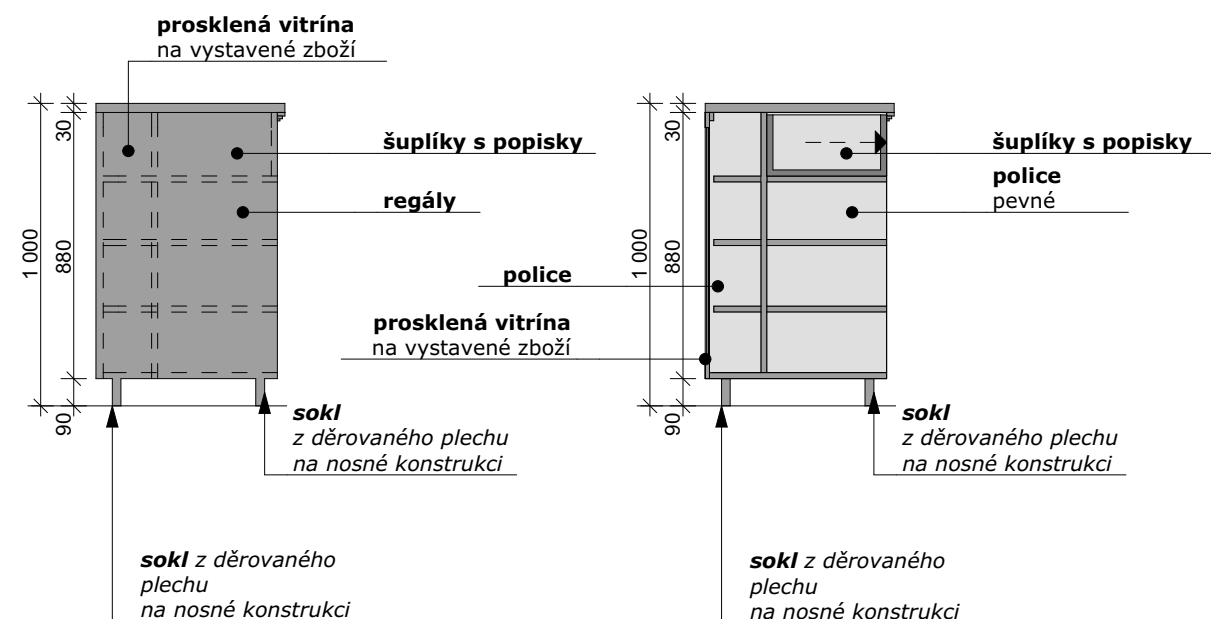 prosklená vitrína
na vystavené zboží
30
880
1 000
90
šuplíky s popisky
regály
sokl
z děrovaného plechu
na nosné konstrukci
sokl z děrovaného
plechu
na nosné konstrukci
30
880
1 000
90
šuplíky s popisky
police
pevné
police
prosklená vitrína
na vystavené zboží
sokl
z děrovaného plechu
na nosné konstrukci
sokl z děrovaného
plechu
na nosné konstrukci